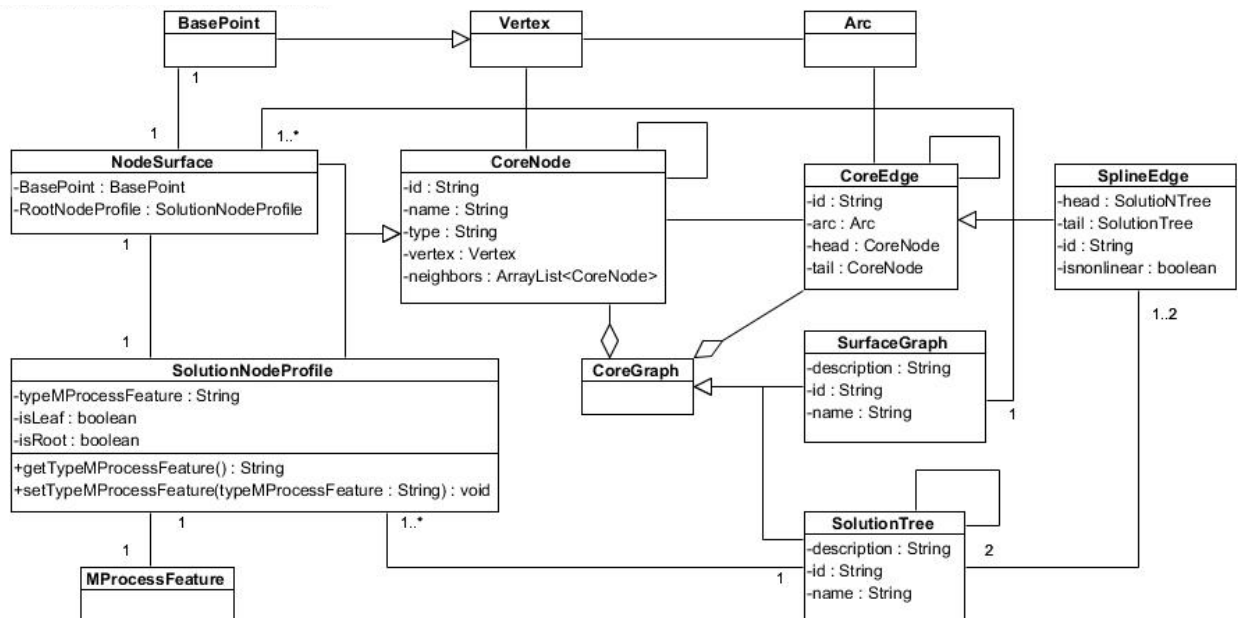 BasePoint
Vertex
Arc
1
1
1..*
NodeSurface
-BasePoint : BasePoint
-RootNodeProfile : SolutionNodeProfile
CoreNode
-id : String
-name : String
-type : String
-vertex : Vertex
-neighbors : ArrayList<CoreNode>
CoreEdge
-id : String
-arc : Arc
-head : CoreNode
-tail : CoreNode
SplineEdge
-head : SolutioNTree
-tail : SolutionTree
-id : String
-isnonlinear : boolean
1
1
1..2
SolutionNodeProfile
-typeMProcessFeature : String
-isLeaf : boolean
-isRoot : boolean
+getTypeMProcessFeature() : String
+setTypeMProcessFeature(typeMProcessFeature : String) : void
CoreGraph
SurfaceGraph
-description : String
-id : String
-name : String
1
1
1..*
1
MProcessFeature
SolutionTree
-description : String
-id : String
-name : String
2
1